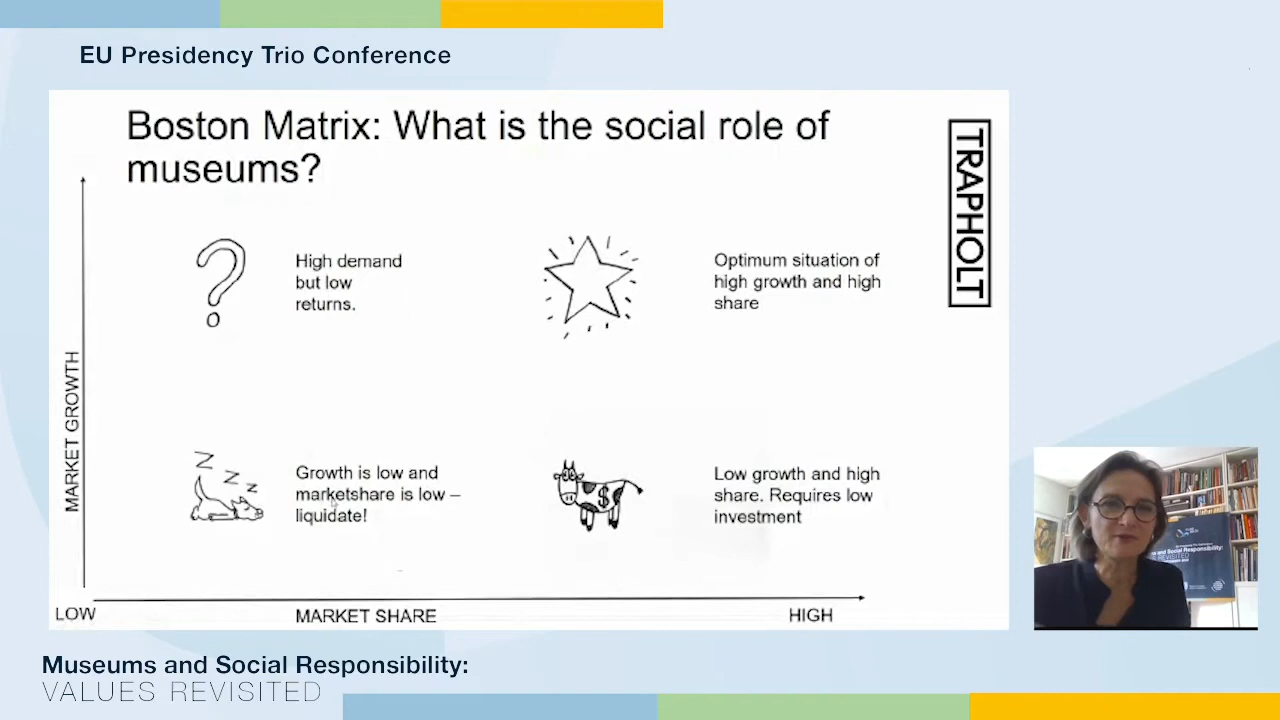 EU Presidency Trio Conference
Boston Matrix: What is the social role of
museums?
TRAPHOLT
High demand
but low
returns.
Optimum situation of
high growth and high
share
MARKET GROWTH
Z
Z
Z
Growth is low and
marketshare is low –
liquidate!
$
Low growth and high
share. Requires low
investment
LOW
MARKET SHARE
HIGH
Museums and Social Responsibility:
VALUES REVISITED